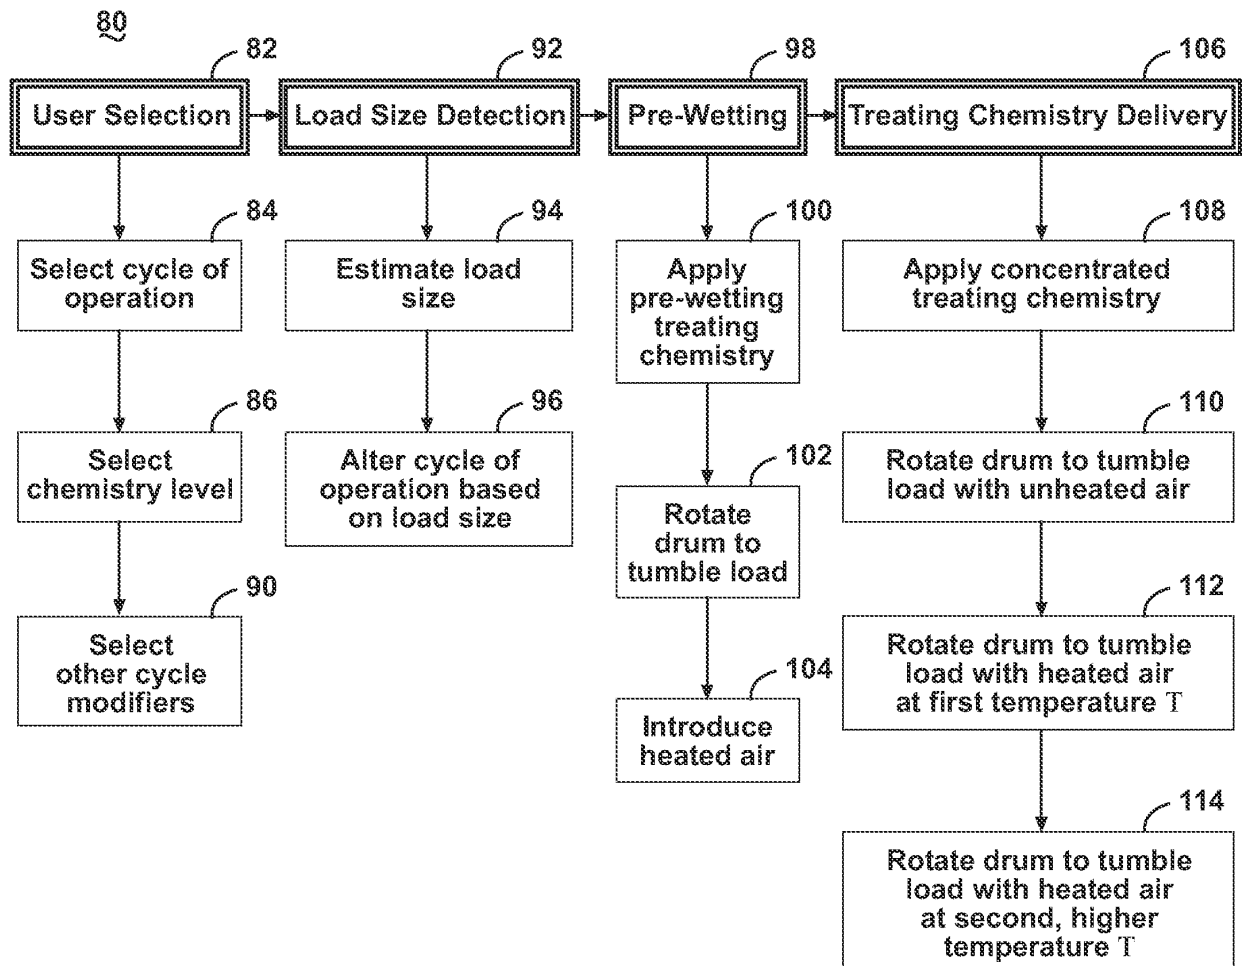 80
82
User Selection
92
Load Size Detection
98
Pre-Wetting
106
Treating Chemistry Delivery
84
Select cycle of
operation
86
Select
chemistry level
90
Select
other cycle
modifiers
94
Estimate load
size
96
Alter cycle of
operation based
on load size
100
Apply
pre-wetting
treating
chemistry
102
Rotate
drum to
tumble load
104
Introduce
heated air
108
Apply concentrated
treating chemistry
110
Rotate drum to tumble
load with unheated air
112
Rotate drum to tumble
load with heated air
at first temperature T
114
Rotate drum to tumble
load with heated air
at second, higher
temperature T